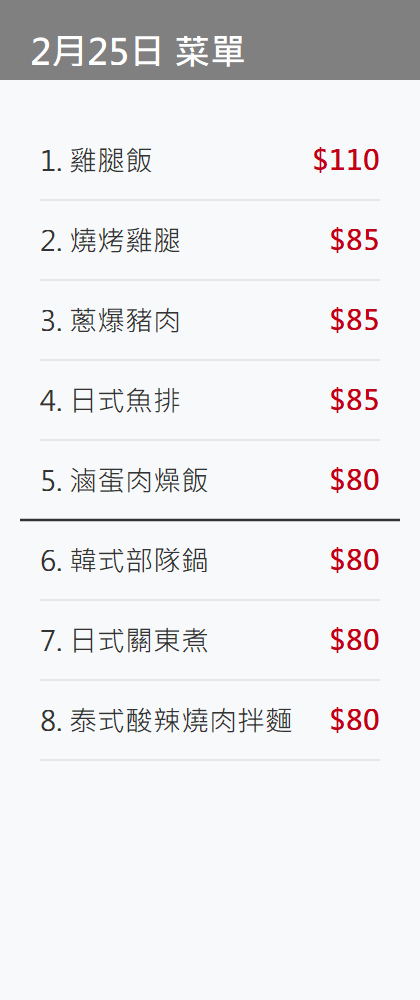 2月25日 菜單
1. 雞腿飯 $110
2. 燒烤雞腿 $85
3. 蔥爆豬肉 $85
4. 日式魚排 $85
5. 滷蛋肉燥飯 $80
6. 韓式部隊鍋 $80
7. 日式關東煮 $80
8. 泰式酸辣燒肉拌麵 $80